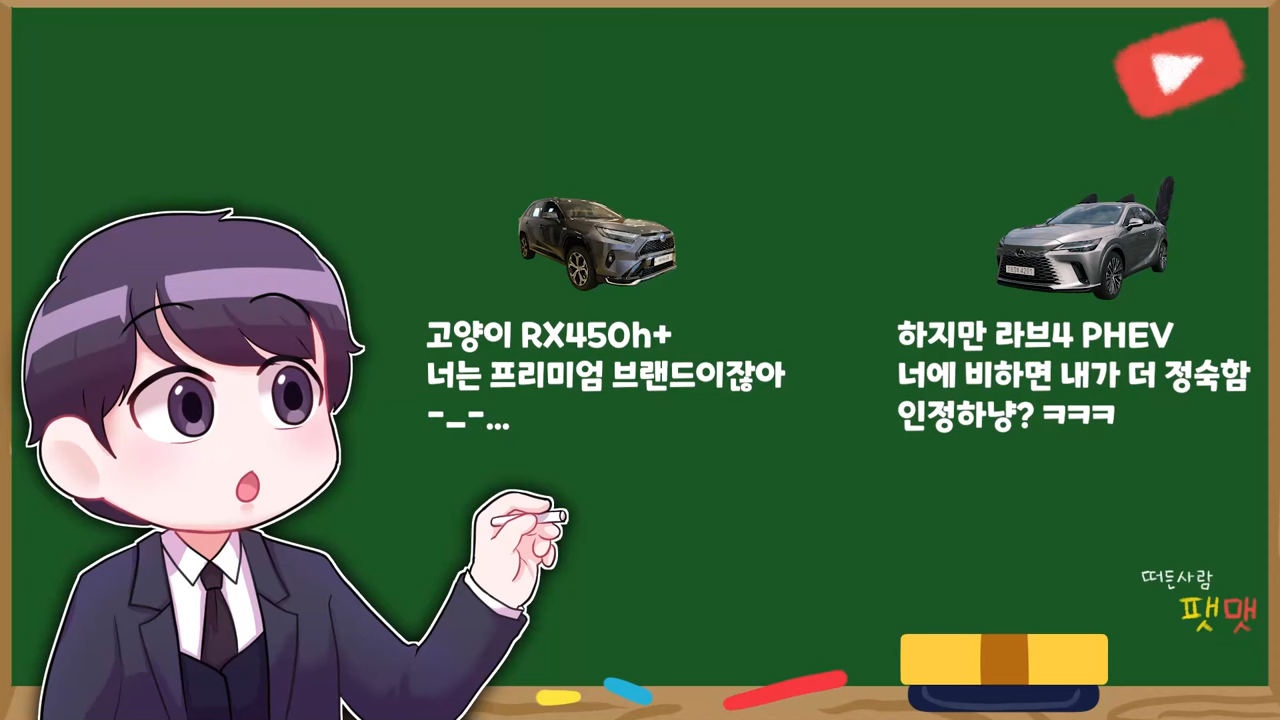 고양이 RX450h+
너는 프리미엄 브랜드이잖아
-_-...
하지만 라브4 PHEV
너에 비하면 내가 더 정숙함
인정하냥? ㅋㅋㅋ
떠든사람
팻맷